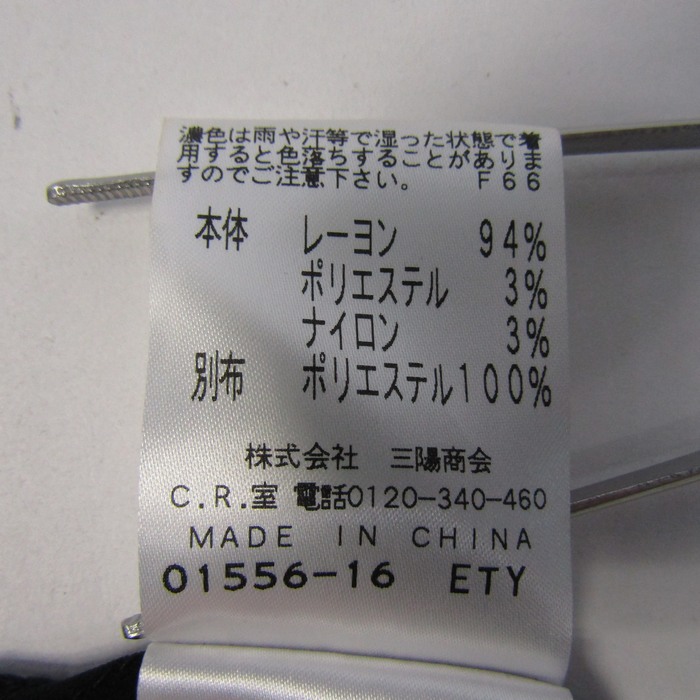 濃色は雨や汗等で湿った状態で着
用すると色落ちすることがありま
すのでご注意下さい。 F66
本体 レーヨン 94%
ポリエステル 3%
ナイロン 3%
別布 ポリエステル100%
株式会社 三陽商会
C.R.室 電話0120-340-460
MADE IN CHINA
01556-16 ETY